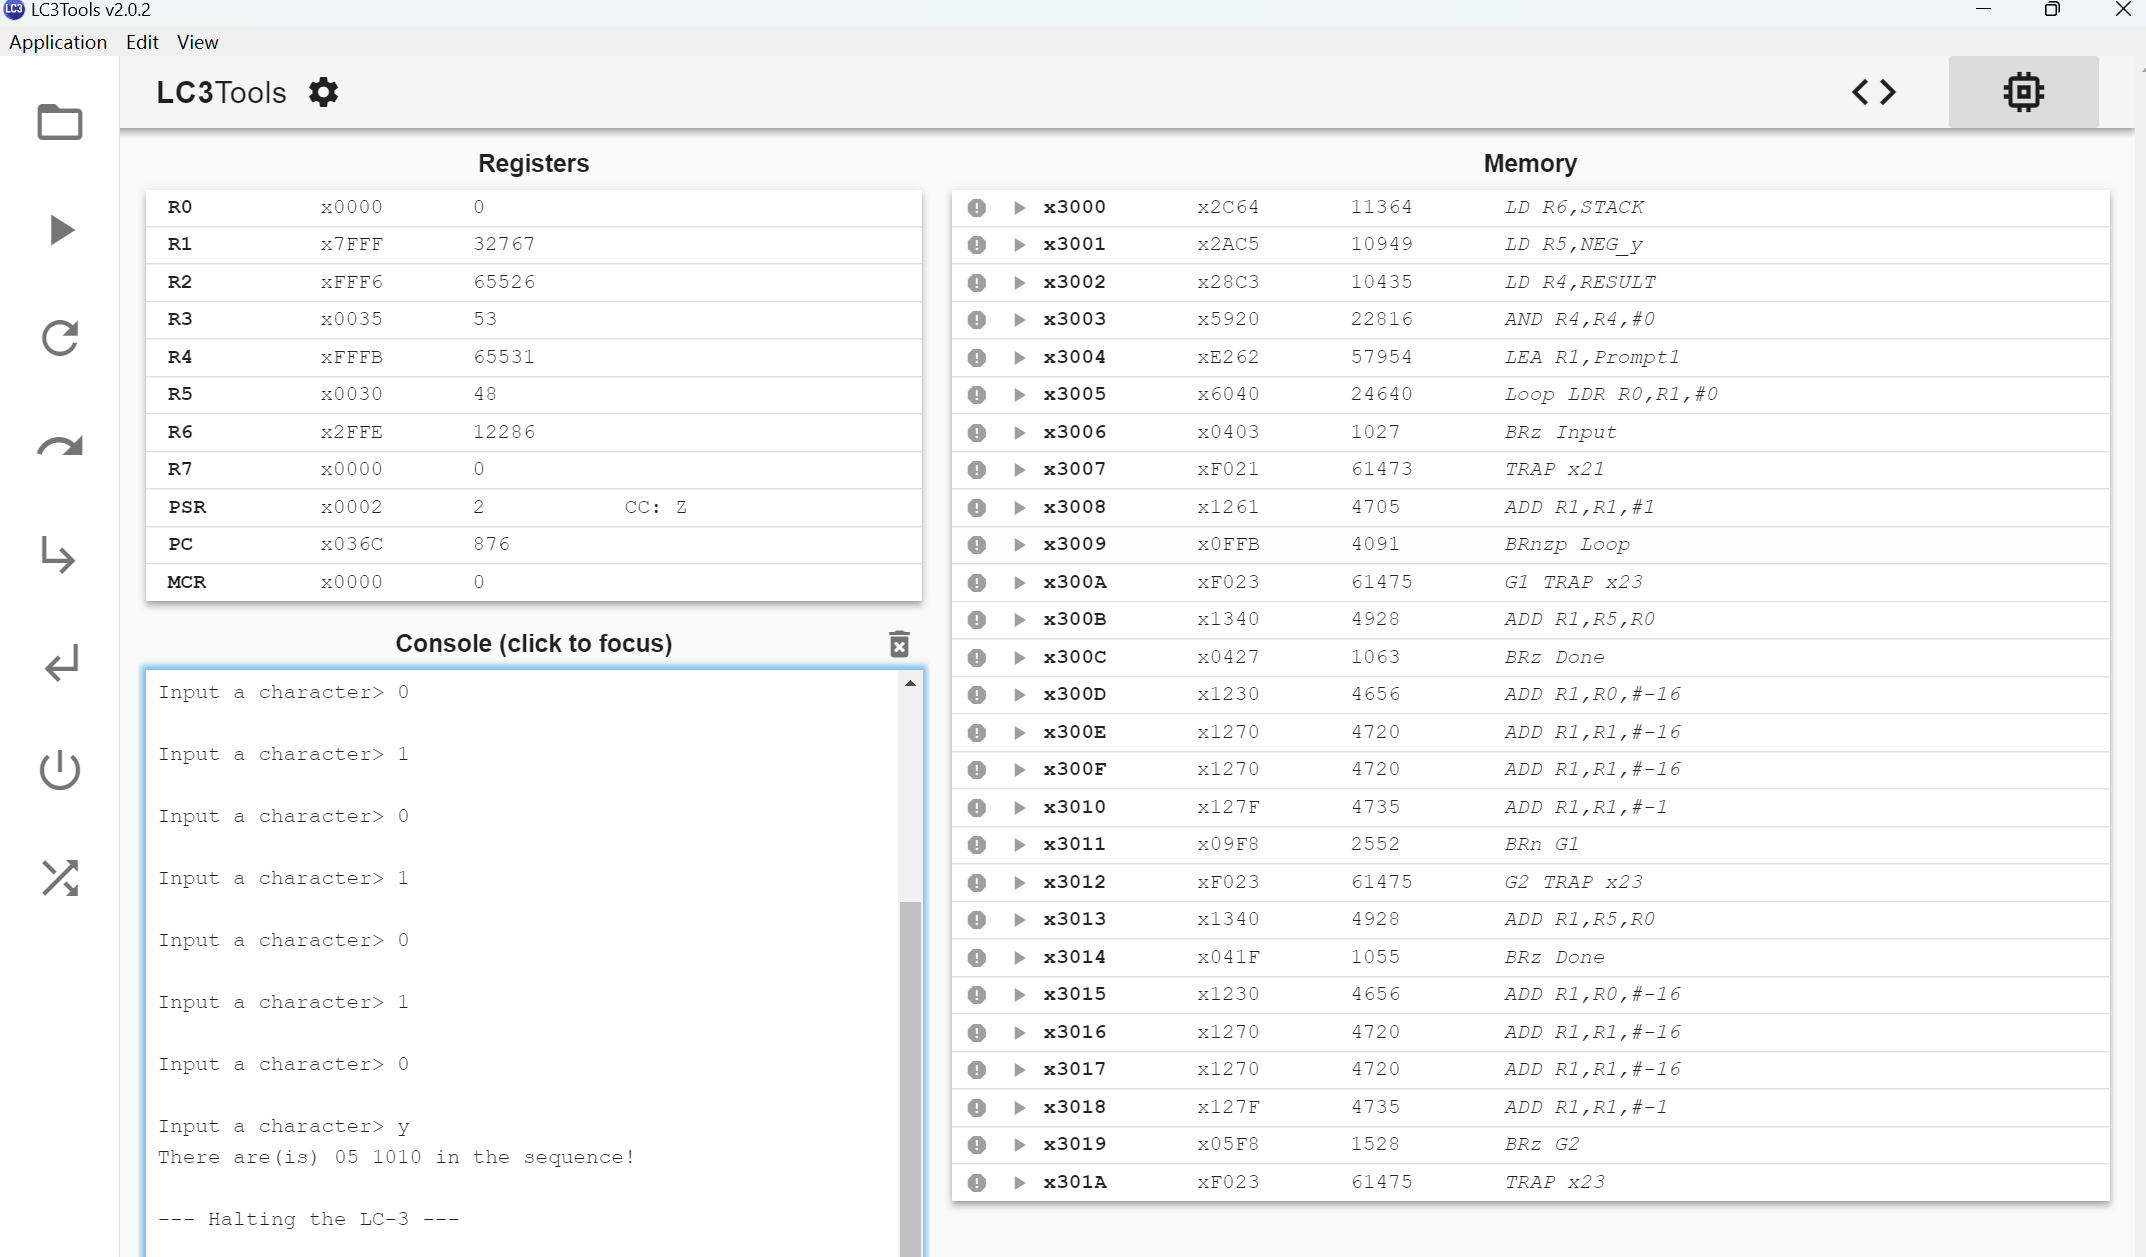 LC3Tools v2.0.2
Application Edit View
LC3Tools
Registers
R0 x0000 0
R1 x7FFF 32767
R2 xFFF6 65526
R3 x0035 53
R4 xFFFB 65531
R5 x0030 48
R6 x2FFE 12286
R7 x0000 0
PSR x0002 2 CC: Z
PC x036C 876
MCR x0000 0
Console (click to focus)
Input a character> 0
Input a character> 1
Input a character> 0
Input a character> 1
Input a character> 0
Input a character> 1
Input a character> 0
Input a character> y
There are(is) 05 1010 in the sequence!
--- Halting the LC-3 ---
Memory
x3000 x2C64 11364 LD R6,STACK
x3001 x2AC5 10949 LD R5,NEG_y
x3002 x28C3 10435 LD R4,RESULT
x3003 x5920 22816 AND R4,R4,#0
x3004 xE262 57954 LEA R1,Prompt1
x3005 x6040 24640 Loop LDR R0,R1,#0
x3006 x0403 1027 BRz Input
x3007 xF021 61473 TRAP x21
x3008 x1261 4705 ADD R1,R1,#1
x3009 x0FFB 4091 BRnzp Loop
x300A xF023 61475 G1 TRAP x23
x300B x1340 4928 ADD R1,R5,R0
x300C x0427 1063 BRz Done
x300D x1230 4656 ADD R1,R0,#-16
x300E x1270 4720 ADD R1,R1,#-16
x300F x1270 4720 ADD R1,R1,#-16
x3010 x127F 4735 ADD R1,R1,#-1
x3011 x09F8 2552 BRn G1
x3012 xF023 61475 G2 TRAP x23
x3013 x1340 4928 ADD R1,R5,R0
x3014 x041F 1055 BRz Done
x3015 x1230 4656 ADD R1,R0,#-16
x3016 x1270 4720 ADD R1,R1,#-16
x3017 x1270 4720 ADD R1,R1,#-16
x3018 x127F 4735 ADD R1,R1,#-1
x3019 x05F8 1528 BRz G2
x301A xF023 61475 TRAP x23